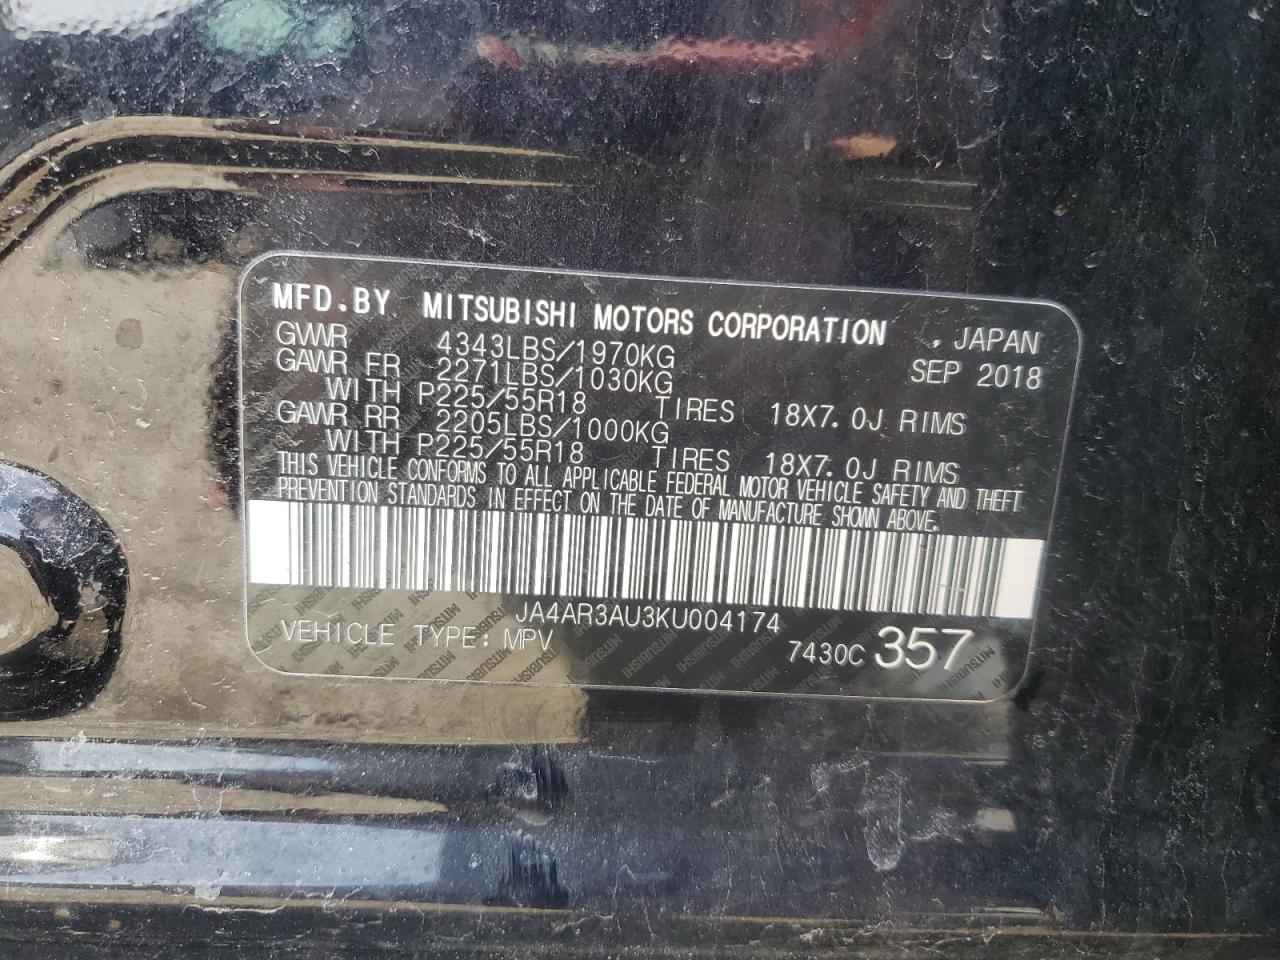 MFD.BY MITSUBISHI MOTORS CORPORATION , JAPAN
GVWR 4343LBS/1970KG SEP 2018
GAWR FR 2271LBS/1030KG
WITH P225/55R18 TIRES 18X7.0J RIMS
GAWR RR 2205LBS/1000KG
WITH P225/55R18 TIRES 18X7.0J RIMS
THIS VEHICLE CONFORMS TO ALL APPLICABLE FEDERAL MOTOR VEHICLE SAFETY AND THEFT
PREVENTION STANDARDS IN EFFECT ON THE DATE OF MANUFACTURE SHOWN ABOVE.
JA4AR3AU3KU004174
VEHICLE TYPE: MPV 7430C 357